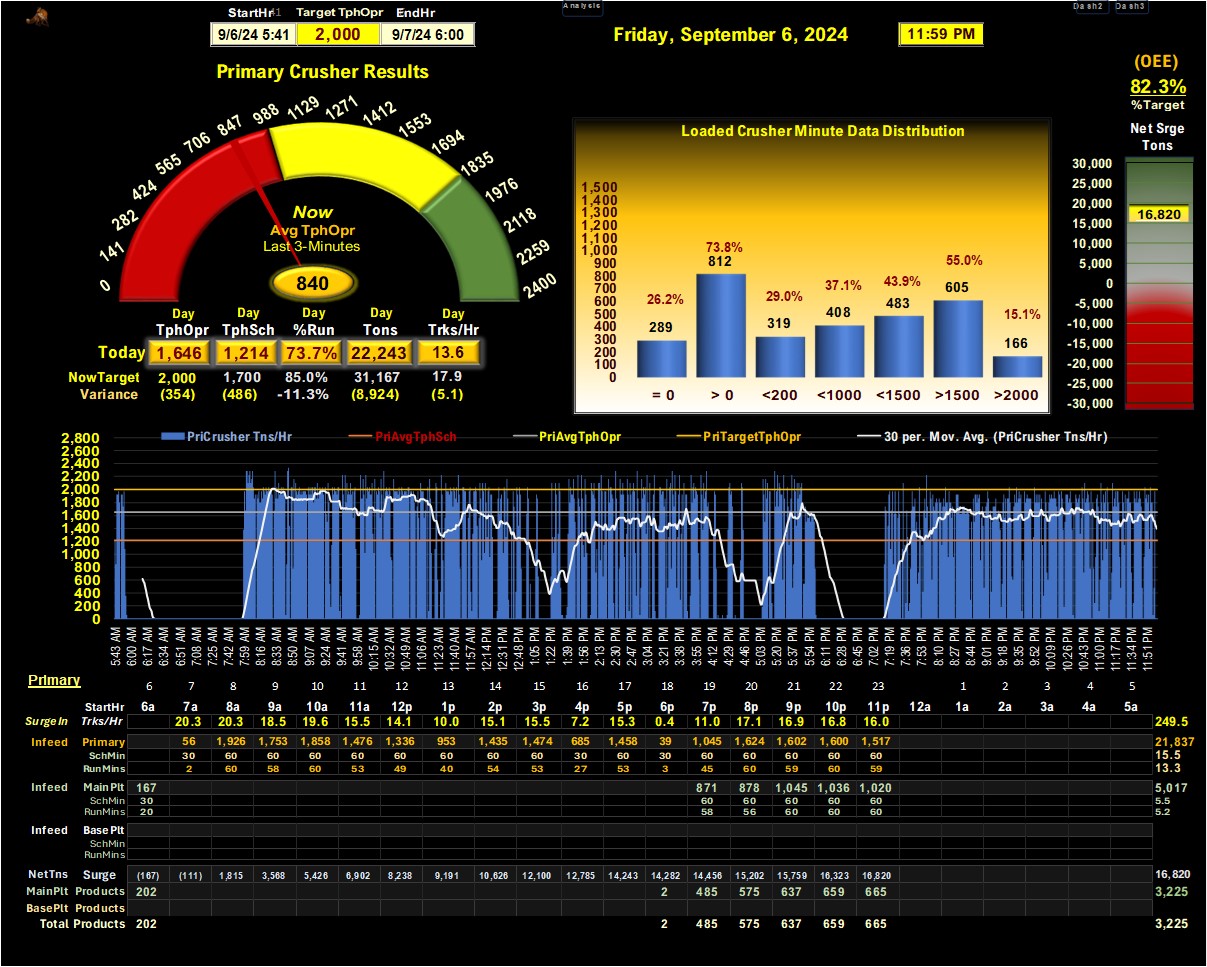 Analysis
Dash2 Dash3
StartHr Target TphOpr EndHr
9/6/24 5:41 2,000 9/7/24 6:00
Friday, September 6, 2024
11:59 PM
Primary Crusher Results
0 141 282 424 565 706 847 988 1129 1271 1412 1553 1694 1835 1976 2118 2259 2400
Now
Avg TphOpr
Last 3-Minutes
840
Day Day Day Day Day
TphOpr TphSch %Run Tons Trks/Hr
Today 1,646 1,214 73.7% 22,243 13.6
NowTarget 2,000 1,700 85.0% 31,167 17.9
Variance (354) (486) -11.3% (8,924) (5.1)
Loaded Crusher Minute Data Distribution
1,500
1,400
1,300
1,200
1,100
1,000
900
800
700
600
500
400
300
200
100
0
26.2% 73.8% 29.0% 37.1% 43.9% 55.0% 15.1%
289 812 319 408 483 605 166
= 0 > 0 <200 <1000 <1500 >1500 >2000
(OEE)
82.3%
%Target
Net Srge
Tons
30,000
25,000
20,000
16,820
15,000
10,000
5,000
0
-5,000
-10,000
-15,000
-20,000
-25,000
-30,000
PriCrusher Tns/Hr PriAvgTphSch PriAvgTphOpr PriTargetTphOpr 30 per. Mov. Avg. (PriCrusher Tns/Hr)
2,800
2,600
2,400
2,200
2,000
1,800
1,600
1,400
1,200
1,000
800
600
400
200
0
5:43 AM 6:00 AM 6:17 AM 6:34 AM 6:51 AM 7:08 AM 7:25 AM 7:42 AM 7:59 AM 8:16 AM 8:33 AM 8:50 AM 9:07 AM 9:24 AM 9:41 AM 9:58 AM 10:15 AM 10:32 AM 10:49 AM 11:06 AM 11:23 AM 11:40 AM 11:57 AM 12:14 PM 12:31 PM 12:48 PM 1:05 PM 1:22 PM 1:39 PM 1:56 PM 2:13 PM 2:30 PM 2:47 PM 3:04 PM 3:21 PM 3:38 PM 3:55 PM 4:12 PM 4:29 PM 4:46 PM 5:03 PM 5:20 PM 5:37 PM 5:54 PM 6:11 PM 6:28 PM 6:45 PM 7:02 PM 7:19 PM 7:36 PM 7:53 PM 8:10 PM 8:27 PM 8:44 PM 9:01 PM 9:18 PM 9:35 PM 9:52 PM 10:09 PM 10:26 PM 10:43 PM 11:00 PM 11:17 PM 11:34 PM 11:51 PM
Primary
6 7 8 9 10 11 12 13 14 15 16 17 18 19 20 21 22 23 1 2 3 4 5
StartHr 6a 7a 8a 9a 10a 11a 12p 1p 2p 3p 4p 5p 6p 7p 8p 9p 10p 11p 12a 1a 2a 3a 4a 5a
SurgeIn Trks/Hr 20.3 20.3 18.5 19.6 15.5 14.1 10.0 15.1 15.5 7.2 15.3 0.4 11.0 17.1 16.9 16.8 16.0 249.5
Infeed Primary 56 1,926 1,753 1,858 1,476 1,336 953 1,435 1,474 685 1,458 39 1,045 1,624 1,602 1,600 1,517 21,837
SchMin 30 60 60 60 60 60 60 60 60 60 60 30 60 60 60 60 60 15.5
RunMins 2 60 58 60 53 49 40 54 53 27 53 3 45 60 59 60 59 13.3
Infeed MainPlt 167 871 878 1,045 1,036 1,020 5,017
SchMin 30 60 60 60 60 60 5.5
RunMins 20 58 56 60 60 60 5.2
Infeed Base Plt
SchMin
RunMins
NetTns Surge (167) (111) 1,815 3,568 5,426 6,902 8,238 9,191 10,626 12,100 12,785 14,243 14,282 14,456 15,202 15,759 16,323 16,820 16,820
MainPlt Products 202 2 485 575 637 659 665 3,225
BasePlt Products
Total Products 202 2 485 575 637 659 665 3,225